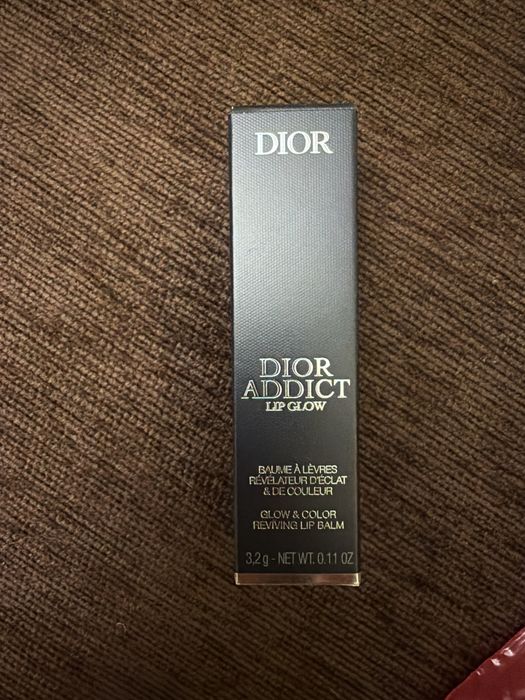 DIOR
DIOR
ADDICT
LIP GLOW
BAUME À LÈVRES
RÉVÉLATEUR D'ÉCLAT
& DE COULEUR
GLOW & COLOR
REVIVING LIP BALM
3,2 g - NET WT. 0.11 OZ